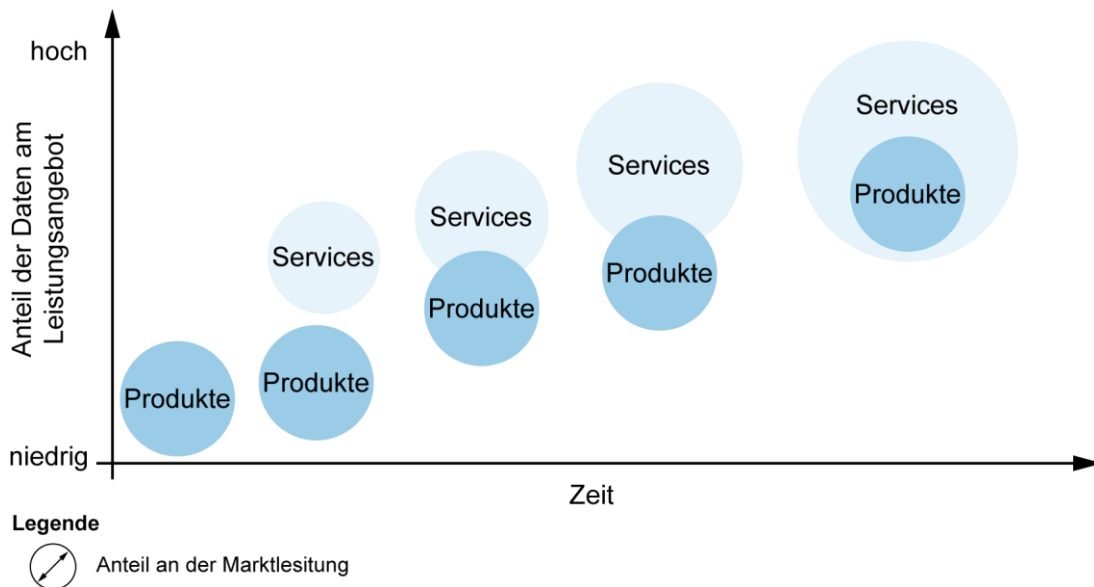 hoch
Anteil der Daten am
Leistungsangebot
niedrig
Produkte
Services
Produkte
Services
Produkte
Services
Produkte
Services
Produkte
Zeit
Legende
Anteil an der Marktlesitung